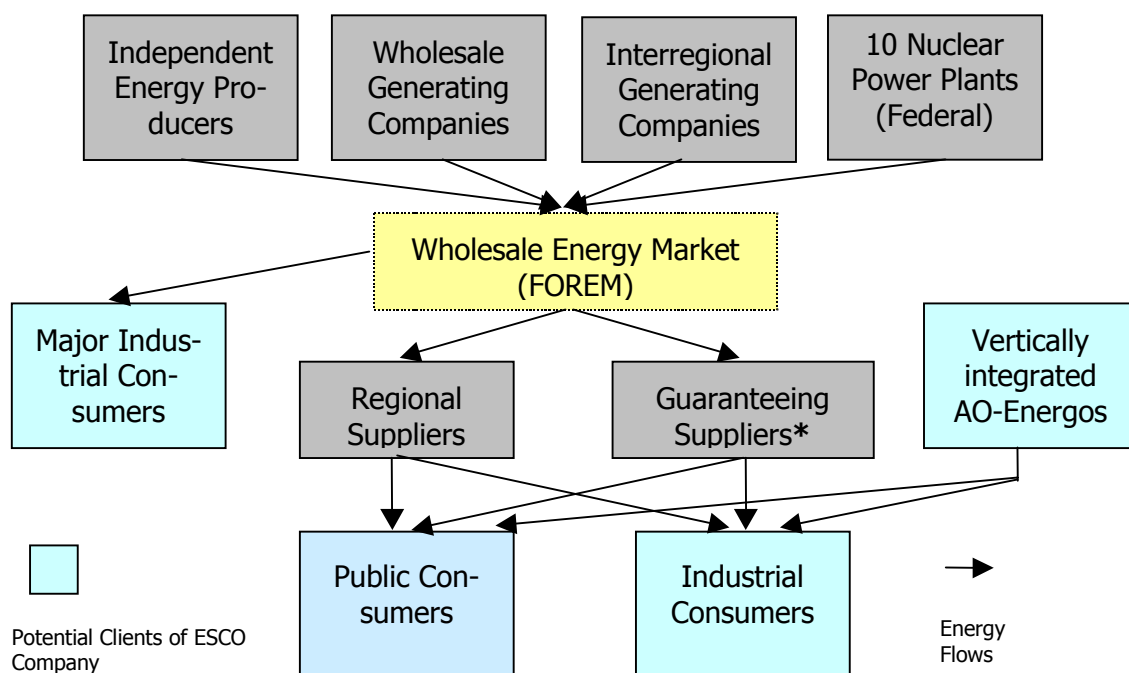 Independent
Energy Pro-
ducers
Wholesale
Generating
Companies
Interregional
Generating
Companies
10 Nuclear
Power Plants
(Federal)
Wholesale Energy Market
(FOREM)
Major Indus-
trial Con-
sumers
Regional
Suppliers
Guaranteeing
Suppliers*
Vertically
integrated
AO-Energos
Public Con-
sumers
Industrial
Consumers
Potential Clients of ESCO
Company
Energy
Flows